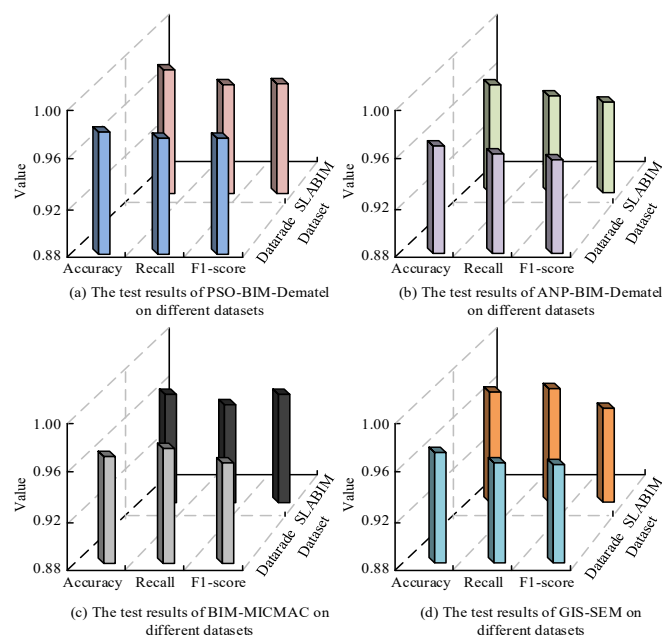 1.00
0.96
0.92
0.88
Value
Accuracy Recall F1-score
Datarade SLABIM
Dataset
(a) The test results of PSO-BIM-Dematel
on different datasets
1.00
0.96
0.92
0.88
Value
Accuracy Recall F1-score
Datarade SLABIM
Dataset
(b) The test results of ANP-BIM-Dematel
on different datasets
1.00
0.96
0.92
0.88
Value
Accuracy Recall F1-score
Datarade SLABIM
Dataset
(c) The test results of BIM-MICMAC on
different datasets
1.00
0.96
0.92
0.88
Value
Accuracy Recall F1-score
Datarade SLABIM
Dataset
(d) The test results of GIS-SEM on
different datasets